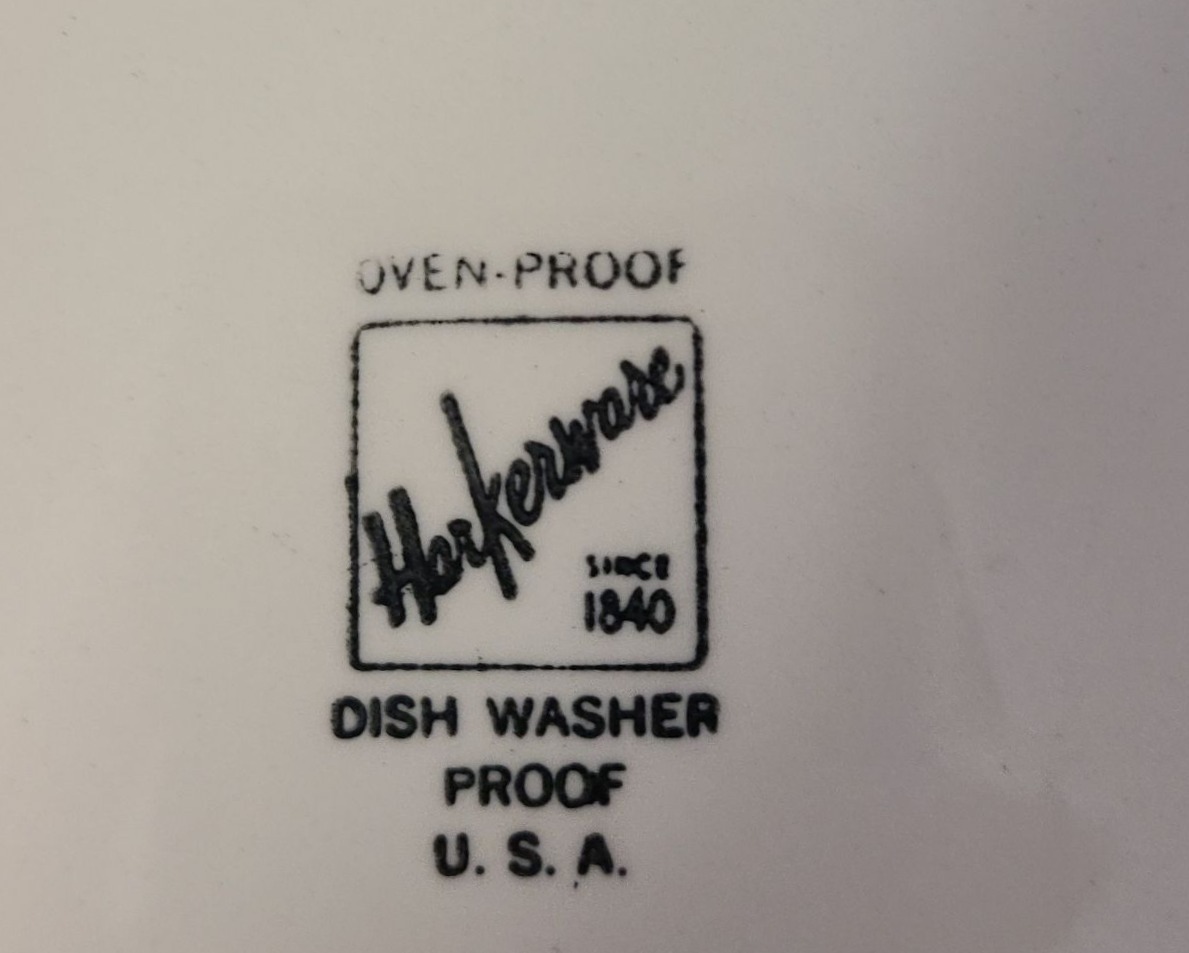 OVEN-PROOF
Harkerware
SINCE
1840
DISH WASHER
PROOF
U. S. A.